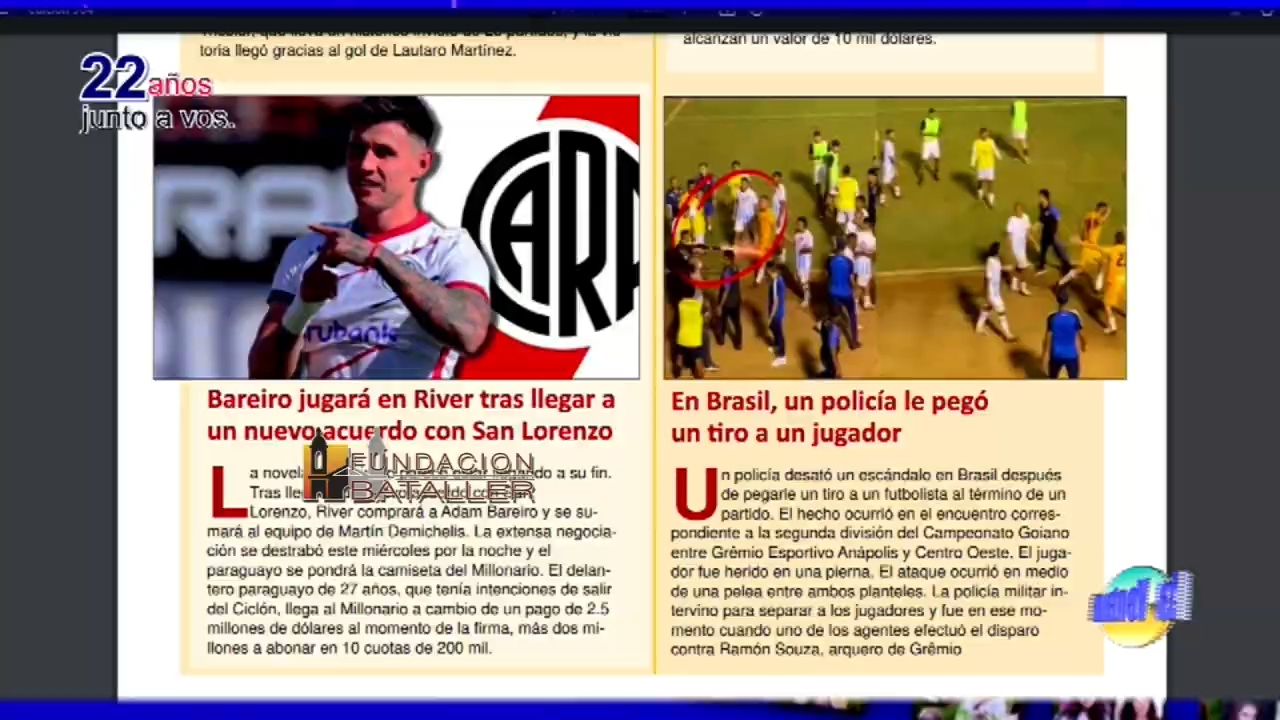 22 años
junto a vos.
toria llegó gracias al gol de Lautaro Martínez.
alcanzan un valor de 10 mil dólares.
rubank
CARP
Bareiro jugará en River tras llegar a
un nuevo acuerdo con San Lorenzo
FUNDACION
BATALLER
La novel a su fin.
Tras lle
Lorenzo, River comprará a Adam Bareiro y se su-
mará al equipo de Martín Demichelis. La extensa negocia-
ción se destrabó este miércoles por la noche y el
paraguayo se pondrá la camiseta del Millonario. El delan-
tero paraguayo de 27 años, que tenía intenciones de salir
del Ciclón, llega al Millonario a cambio de un pago de 2.5
millones de dólares al momento de la firma, más dos mi-
llones a abonar en 10 cuotas de 200 mil.
En Brasil, un policía le pegó
un tiro a un jugador
Un policía desató un escándalo en Brasil después
de pegarle un tiro a un futbolista al término de un
partido. El hecho ocurrió en el encuentro corres-
pondiente a la segunda división del Campeonato Goiano
entre Grêmio Esportivo Anápolis y Centro Oeste. El juga-
dor fue herido en una pierna. El ataque ocurrió en medio
de una pelea entre ambos planteles. La policía militar in-
tervino para separar a los jugadores y fue en ese mo-
mento cuando uno de los agentes efectuó el disparo
contra Ramón Souza, arquero de Grêmio